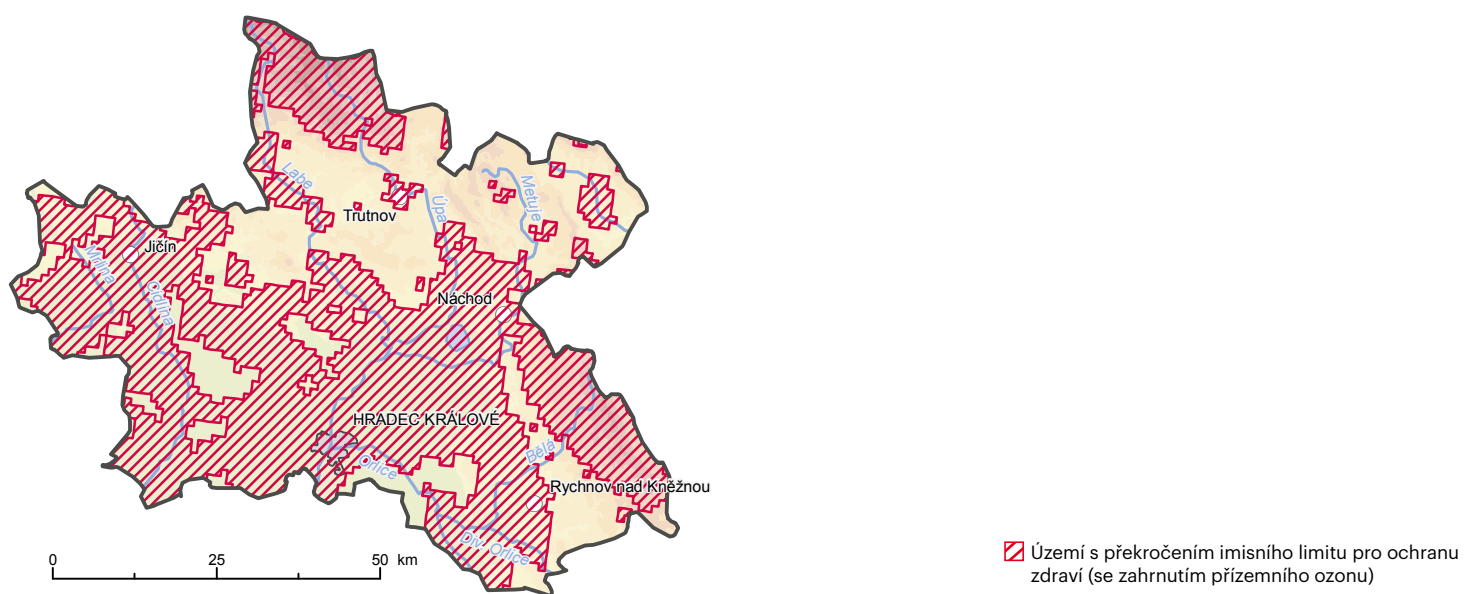 Labe
Trutnov
Úpa
Metuje
Jičín
Mrlina
Cidlina
Náchod
HRADEC KRÁLOVÉ
Orlice
Bělá
Rychnov nad Kněžnou
Div. Orlice
0 25 50 km
Území s překročením imisního limitu pro ochranu
zdraví (se zahrnutím přízemního ozonu)